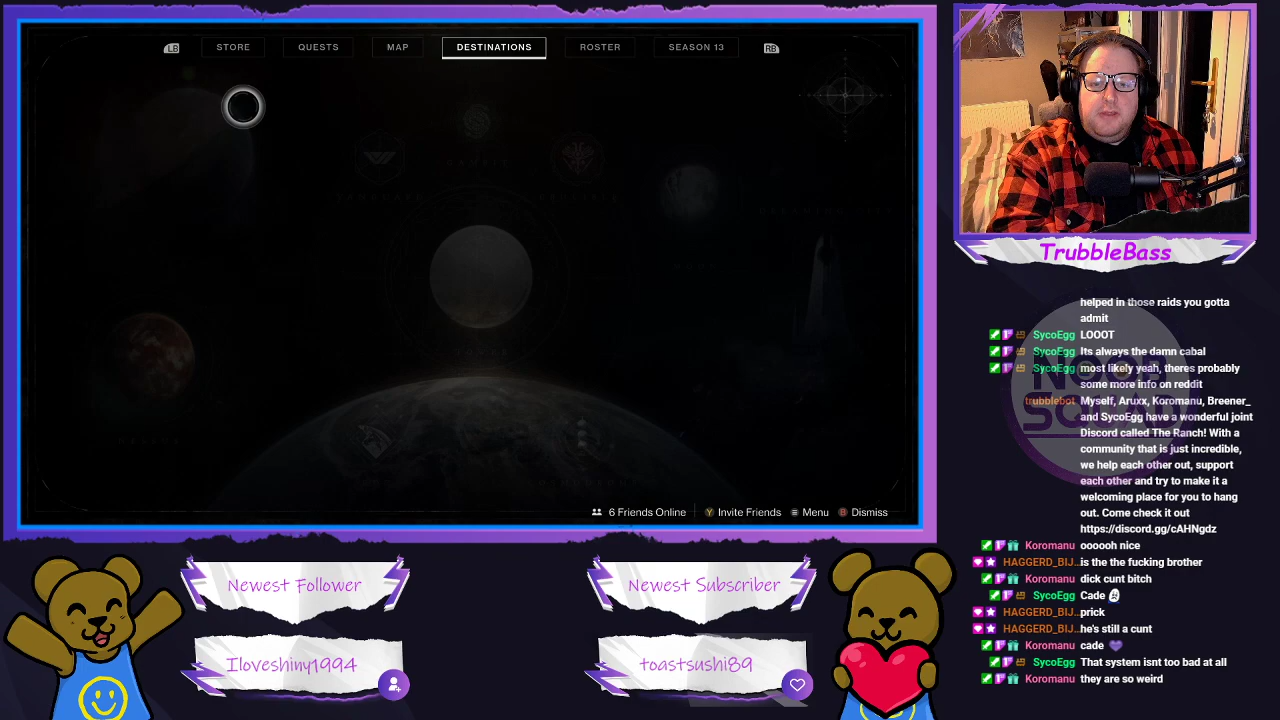 LB STORE QUESTS MAP DESTINATIONS ROSTER SEASON 13 RB
6 Friends Online Y Invite Friends Menu B Dismiss
TrubbleBass
helped in those raids you gotta
admit
SycoEgg LOOOT
SycoEgg Its always the damn cabal
SycoEgg most likely yeah, theres probably
some more info on reddit
trubblebot Myself, Aruxx, Koromanu, Breener_
and SycoEgg have a wonderful joint
Discord called The Ranch! With a
community that is just incredible,
we help each other out, support
each other and try to make it a
welcoming place for you to hang
out. Come check it out
https://discord.gg/cAHNgdz
Koromanu oooooh nice
HAGGERD_BIJ... is the the fucking brother
Koromanu dick cunt bitch
SycoEgg Cade
HAGGERD_BIJ... prick
HAGGERD_BIJ... he's still a cunt
Koromanu cade
SycoEgg That system isnt too bad at all
Koromanu they are so weird
NOOB
SQUAD
Newest Follower
Iloveshiny1994
Newest Subscriber
toastsushi89